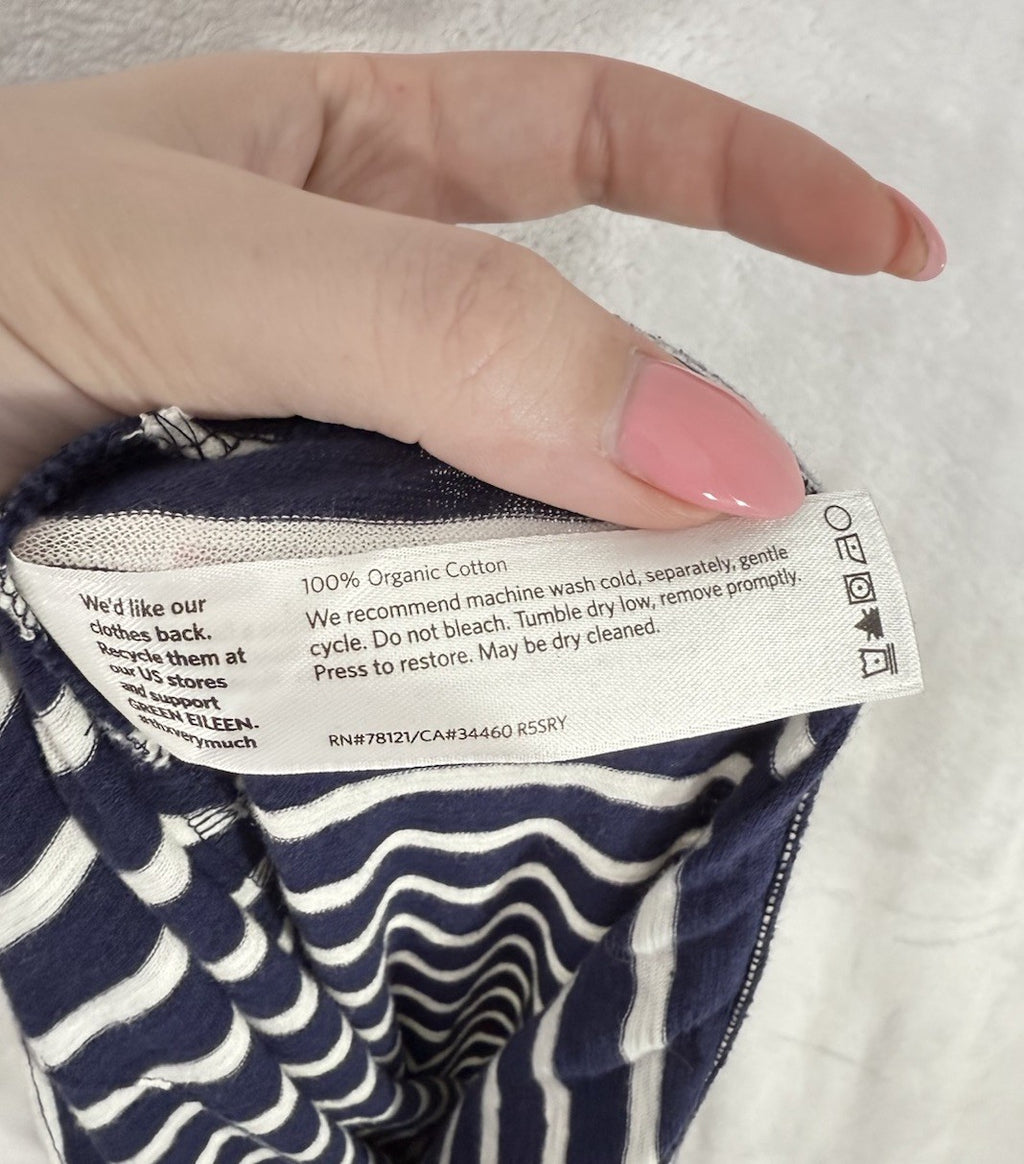 We'd like our
clothes back.
Recycle them at
our US stores
and support
GREEN EILEEN.
#thxverymuch
100% Organic Cotton
We recommend machine wash cold, separately, gentle
cycle. Do not bleach. Tumble dry low, remove promptly.
Press to restore. May be dry cleaned.
RN#78121/CA#34460 R5SRY